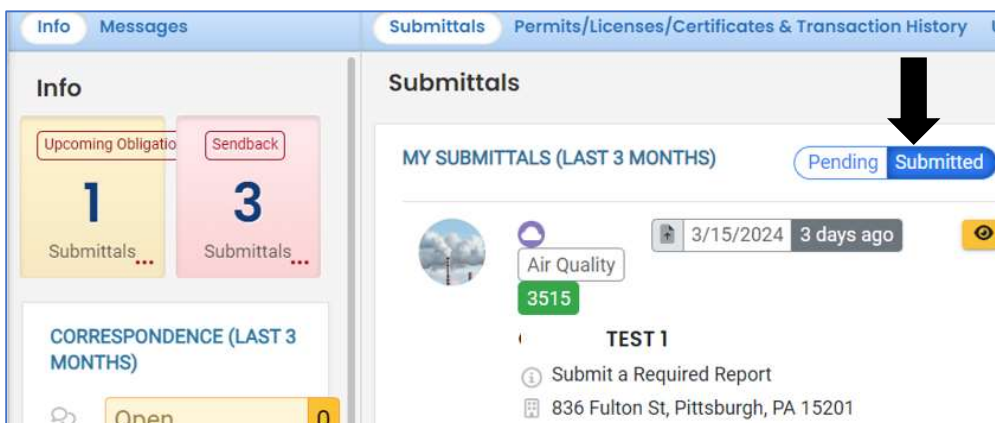 Info Messages
Submittals Permits/Licenses/Certificates & Transaction History
Info
Upcoming Obligatio
1
Submittals
Sendback
3
Submittals
CORRESPONDENCE (LAST 3
MONTHS)
Open 0
Submittals
MY SUBMITTALS (LAST 3 MONTHS) Pending Submitted
3/15/2024 3 days ago
Air Quality
3515
TEST 1
Submit a Required Report
836 Fulton St, Pittsburgh, PA 15201